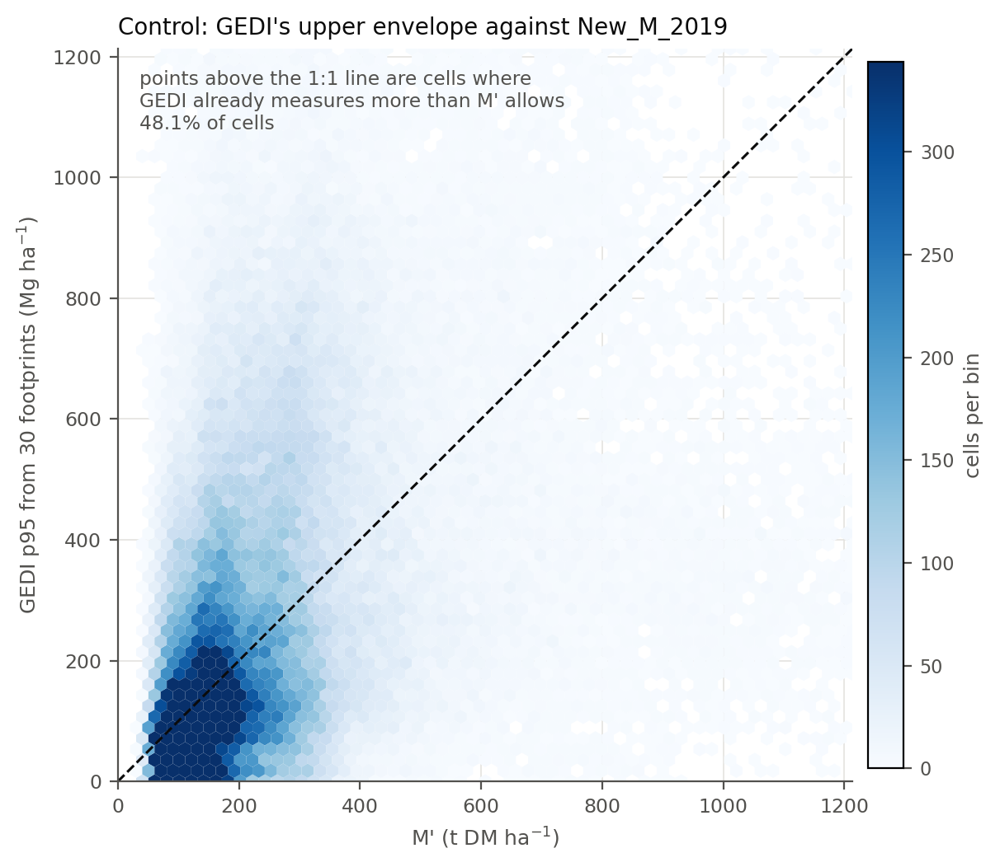 Control: GEDI's upper envelope against New_M_2019
points above the 1:1 line are cells where
GEDI already measures more than M' allows
48.1% of cells
GEDI p95 from 30 footprints (Mg ha⁻¹)
1200
1000
800
600
400
200
0
0 200 400 600 800 1000 1200
M' (t DM ha⁻¹)
300
250
200
150
100
50
0
cells per bin